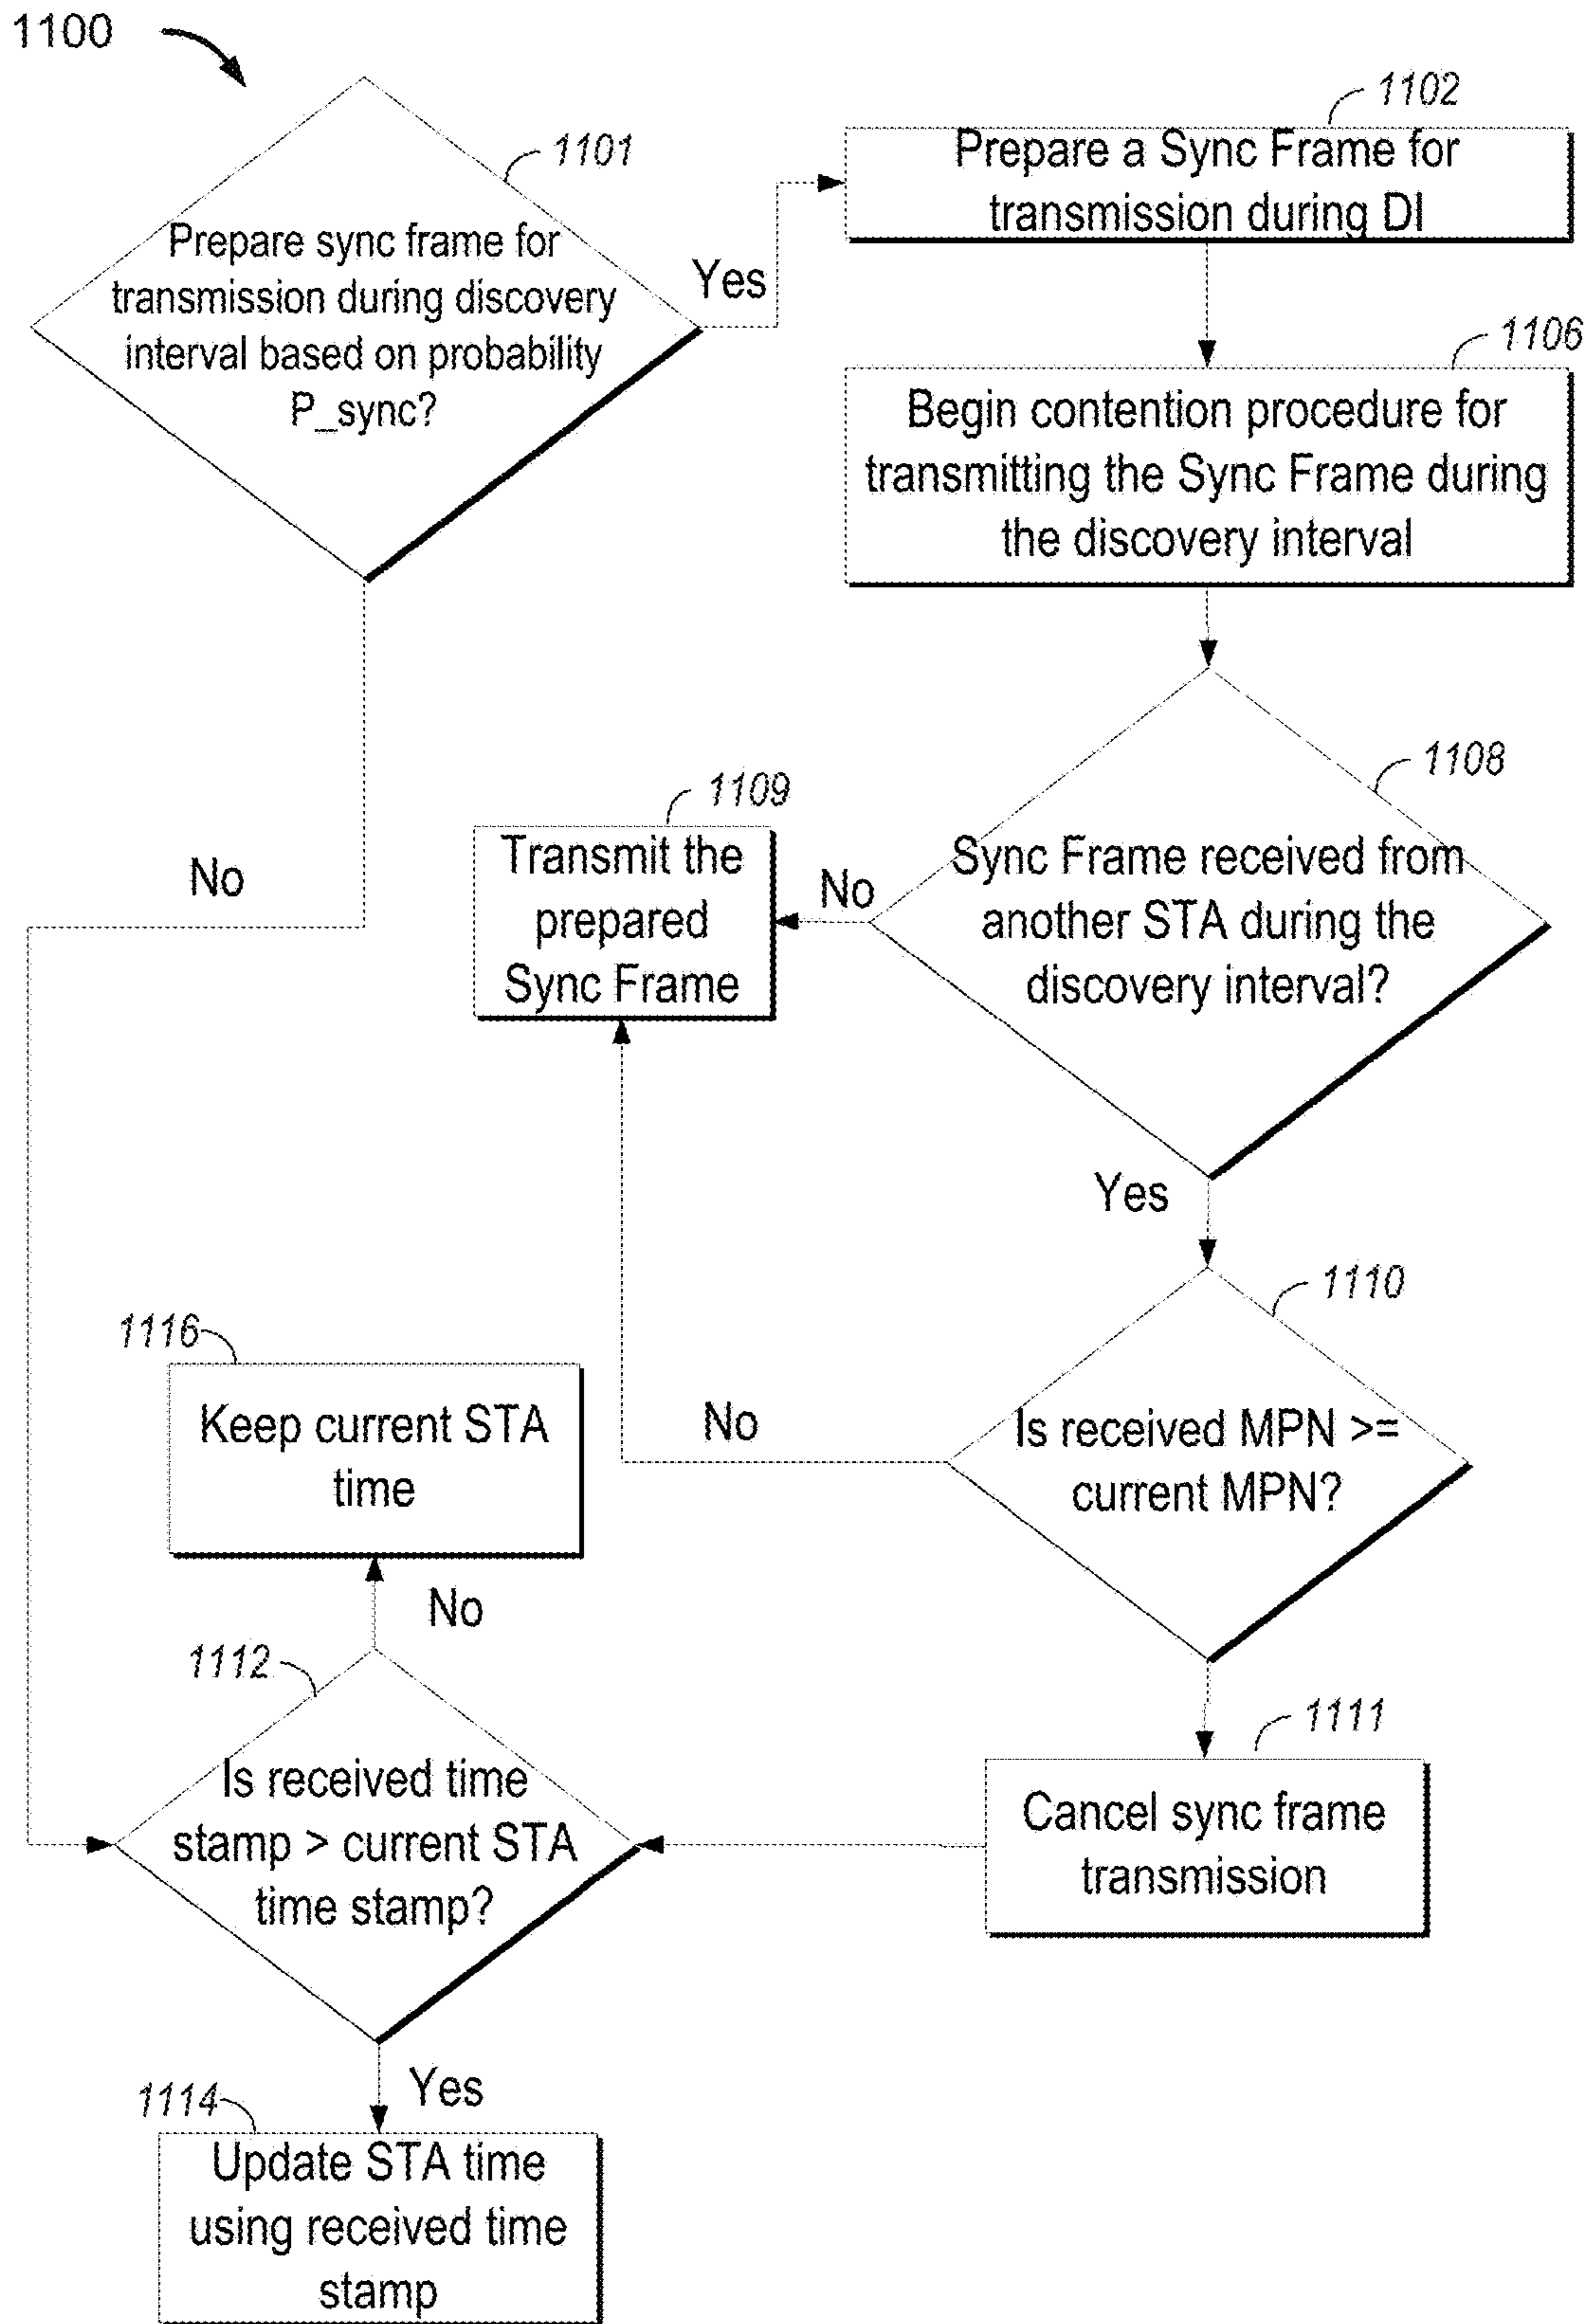 1100
1101
Prepare sync frame for
transmission during discovery
interval based on probability
P_sync?
Yes
No
1102
Prepare a Sync Frame for
transmission during DI
1106
Begin contention procedure for
transmitting the Sync Frame during
the discovery interval
1108
Sync Frame received from
another STA during the
discovery interval?
No
Yes
1109
Transmit the
prepared
Sync Frame
1110
Is received MPN >=
current MPN?
No
1111
Cancel sync frame
transmission
1116
Keep current STA
time
No
1112
Is received time
stamp > current STA
time stamp?
Yes
1114
Update STA time
using received time
stamp